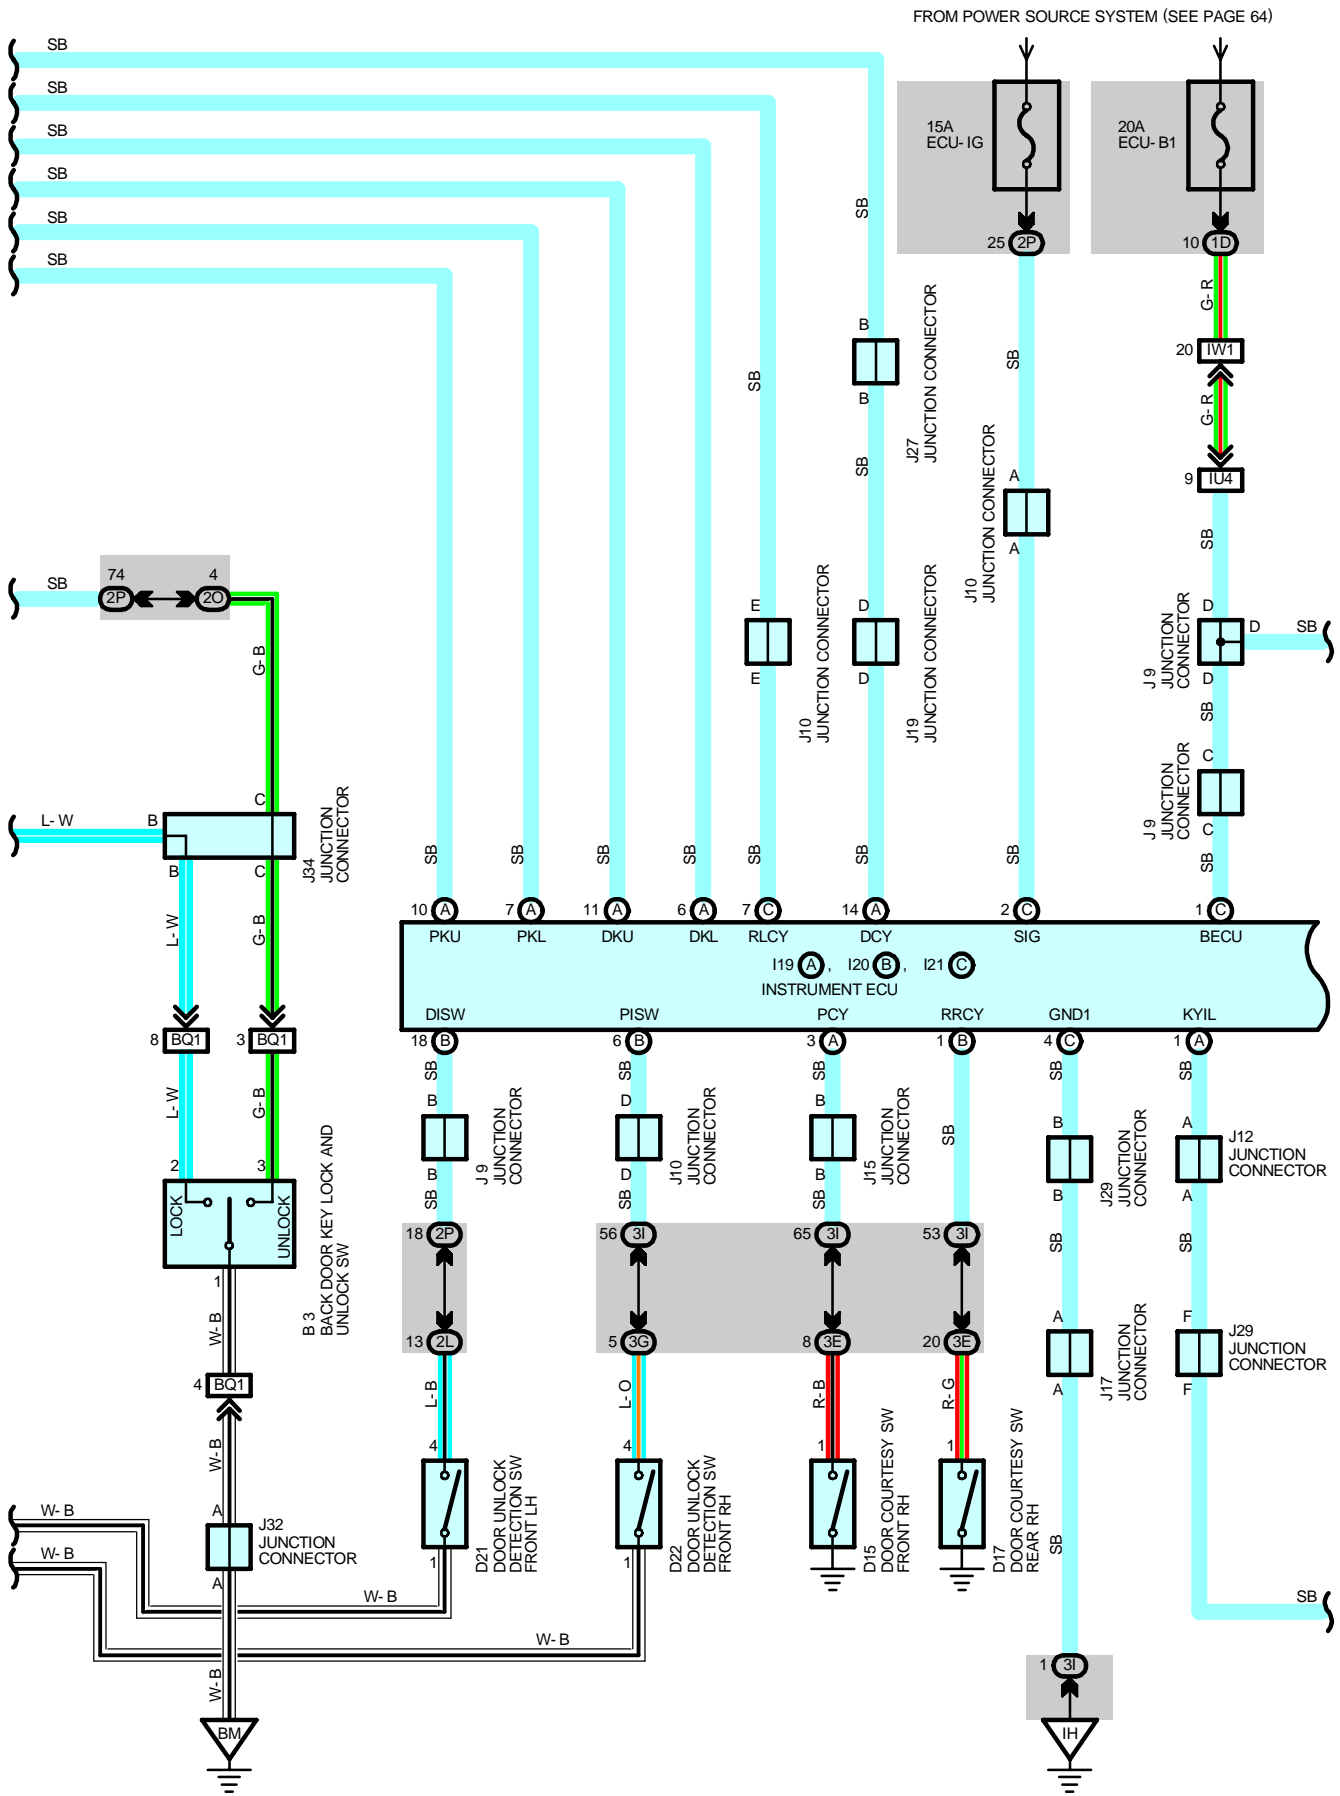 FROM POWER SOURCE SYSTEM (SEE PAGE 64)
SB
SB
SB
SB
SB
SB
15A
ECU- IG
20A
ECU- B1
25 2P
10 1D
SB
G- R
B
J27
JUNCTION CONNECTOR
B
20 IW1
SB
SB
G- R
SB
A
J10
JUNCTION CONNECTOR
A
9 IU4
SB
SB
74
2P
4
2O
G- B
E
J10
JUNCTION CONNECTOR
E
D
J19
JUNCTION CONNECTOR
D
D
D
J 9
JUNCTION
CONNECTOR
D
SB
SB
C
J 9
JUNCTION
CONNECTOR
C
L- W
B
C
J34
JUNCTION
CONNECTOR
B
C
SB
SB
SB
SB
SB
SB
SB
SB
10 A
7 A
11 A
6 A
7 C
14 A
2 C
1 C
PKU
PKL
DKU
DKL
RLCY
DCY
SIG
BECU
L- W
G- B
I19 A , I20 B , I21 C
INSTRUMENT ECU
DISW
PISW
PCY
RRCY
GND1
KYIL
8 BQ1
3 BQ1
18 B
6 B
3 A
1 B
4 C
1 A
SB
SB
SB
SB
SB
L- W
G- B
B
J 9
JUNCTION
CONNECTOR
B
D
J10
JUNCTION
CONNECTOR
D
B
J15
JUNCTION
CONNECTOR
B
SB
B
J29
JUNCTION
CONNECTOR
B
A
J12
JUNCTION
CONNECTOR
A
2
3
LOCK
UNLOCK
B 3
BACK DOOR KEY LOCK AND
UNLOCK SW
1
SB
SB
SB
18 2P
56 3I
65 3I
53 3I
SB
SB
W- B
13 2L
5 3G
8 3E
20 3E
A
J17
JUNCTION
CONNECTOR
A
F
J29
JUNCTION
CONNECTOR
F
4 BQ1
L- B
L- O
R- B
R- G
W- B
4
4
1
1
D21
DOOR UNLOCK
DETECTION SW
FRONT LH
D22
DOOR UNLOCK
DETECTION SW
FRONT RH
D15
DOOR COURTESY SW
FRONT RH
D17
DOOR COURTESY SW
REAR RH
W- B
A
J32
JUNCTION
CONNECTOR
A
W- B
1
1
SB
W- B
SB
W- B
W- B
1 3I
BM
IH